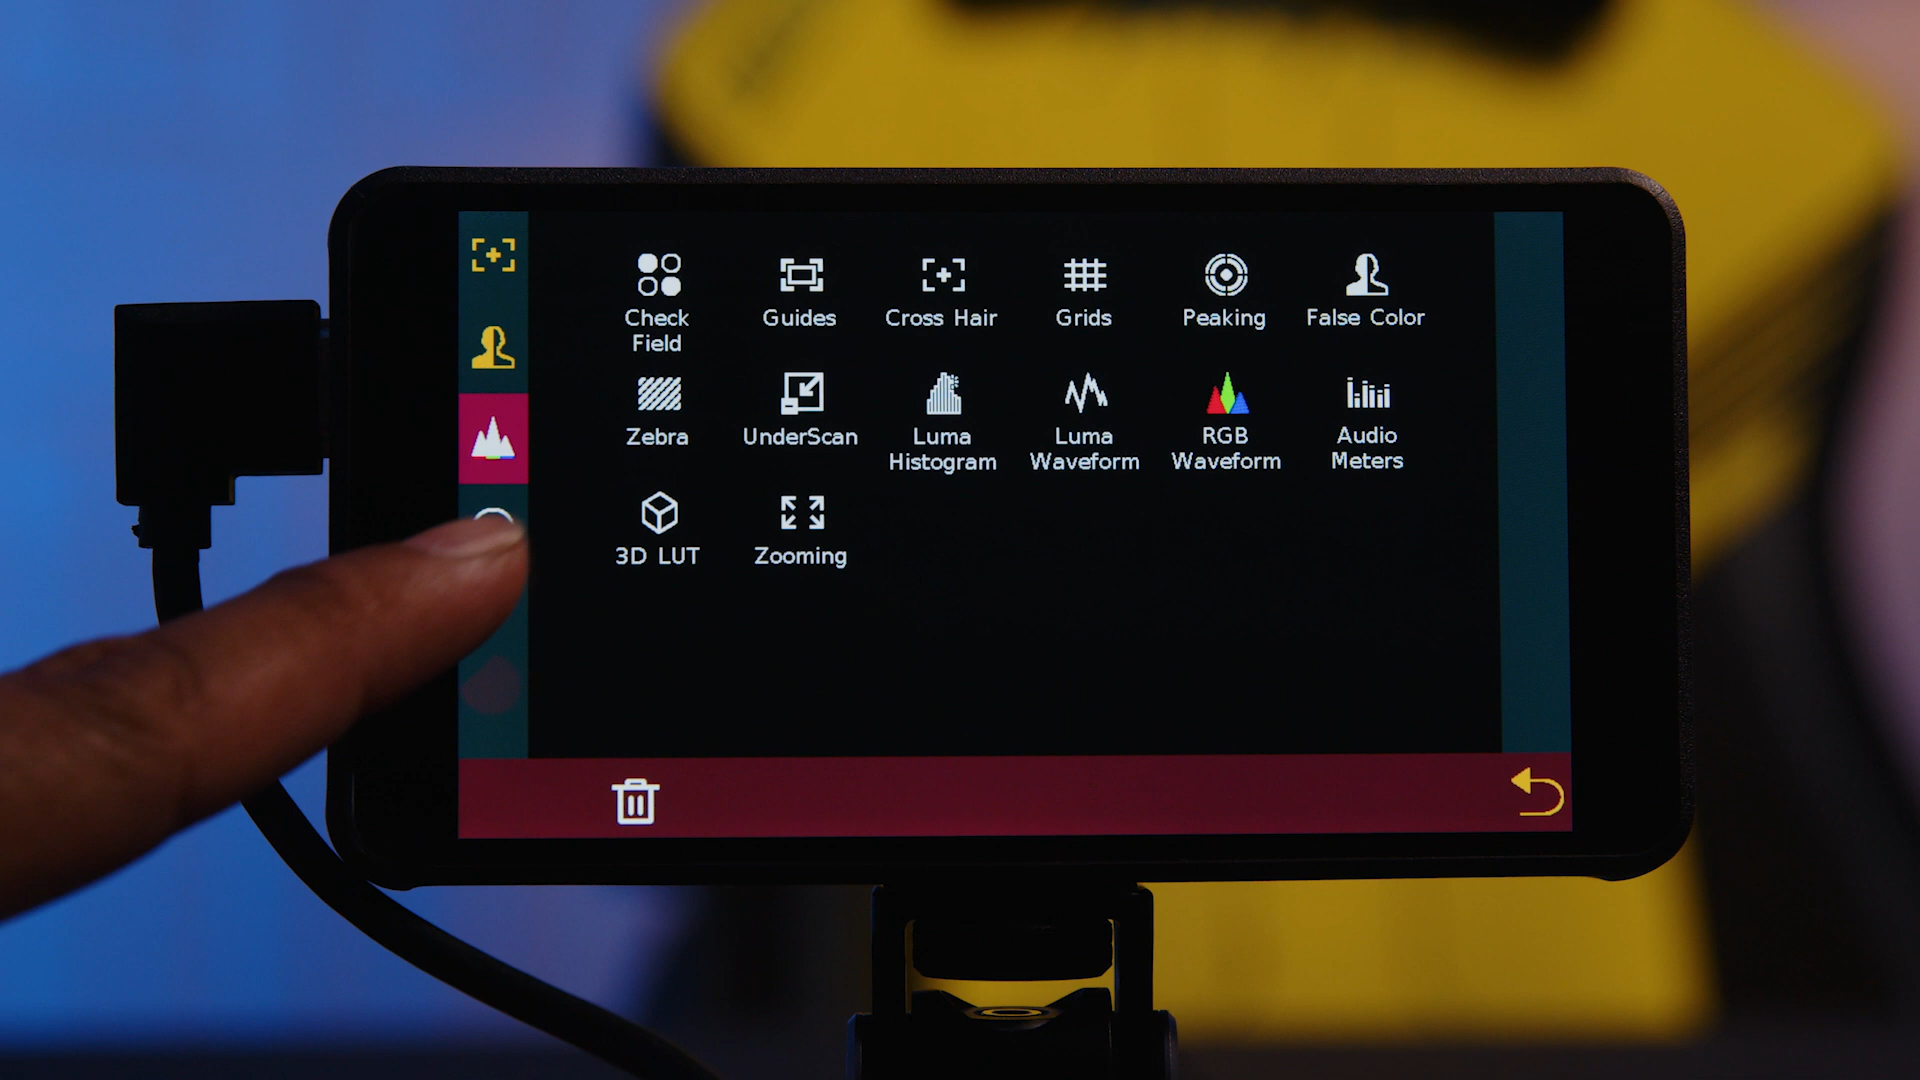 Check
Field
Guides
Cross Hair
Grids
Peaking
False Color
Zebra
UnderScan
Luma
Histogram
Luma
Waveform
RGB
Waveform
Audio
Meters
3D LUT
Zooming